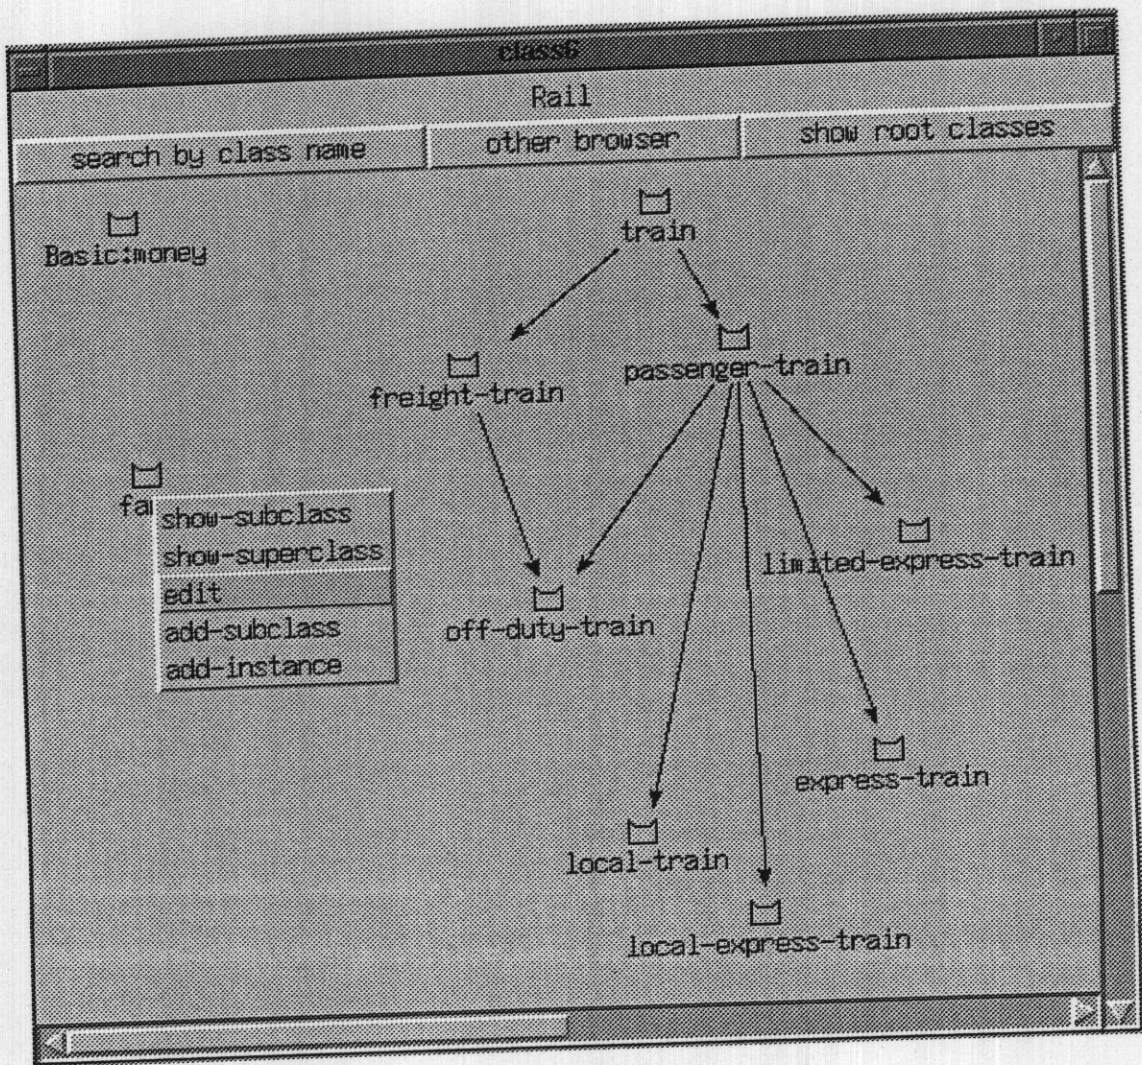 Rail
search by class name
other browser
show root classes
Basic:money
train
freight-train
passenger-train
show-subclass
show-superclass
edit
add-subclass
add-instance
limited-express-train
off-duty-train
express-train
local-train
local-express-train